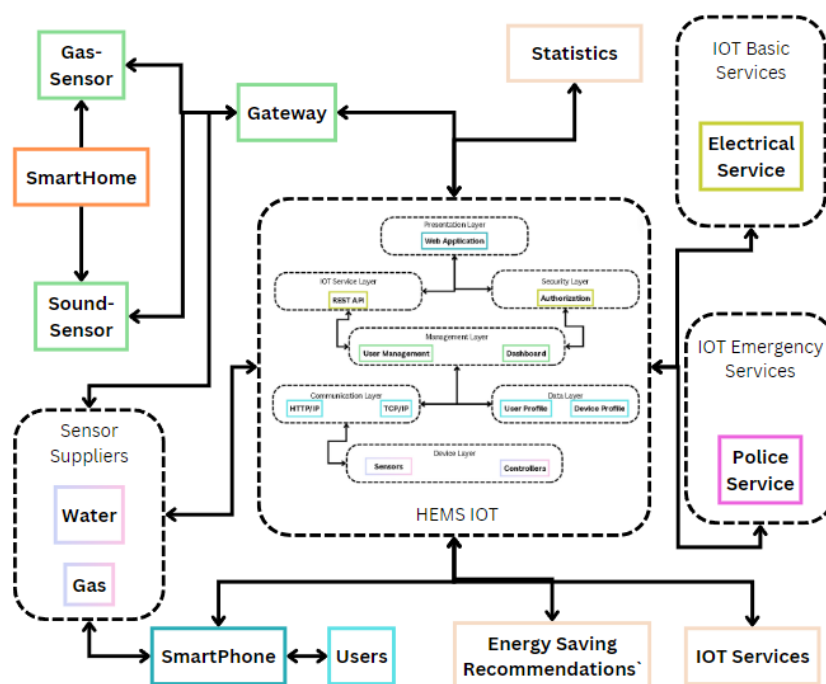 Gas-
Sensor
Statistics
IOT Basic
Services
Gateway
Electrical
Service
SmartHome
Presentation Layer
Web Application
IOT Service Layer
REST API
Security Layer
Authorization
Sound-
Sensor
Management Layer
User Management
Dashboard
IOT Emergency
Services
Communication Layer
HTTP/IP
TCP/IP
Data Layer
User Profile
Device Profile
Sensor
Suppliers
Device Layer
Sensors
Controllers
Police
Service
Water
HEMS IOT
Gas
SmartPhone
Users
Energy Saving
Recommendations`
IOT Services